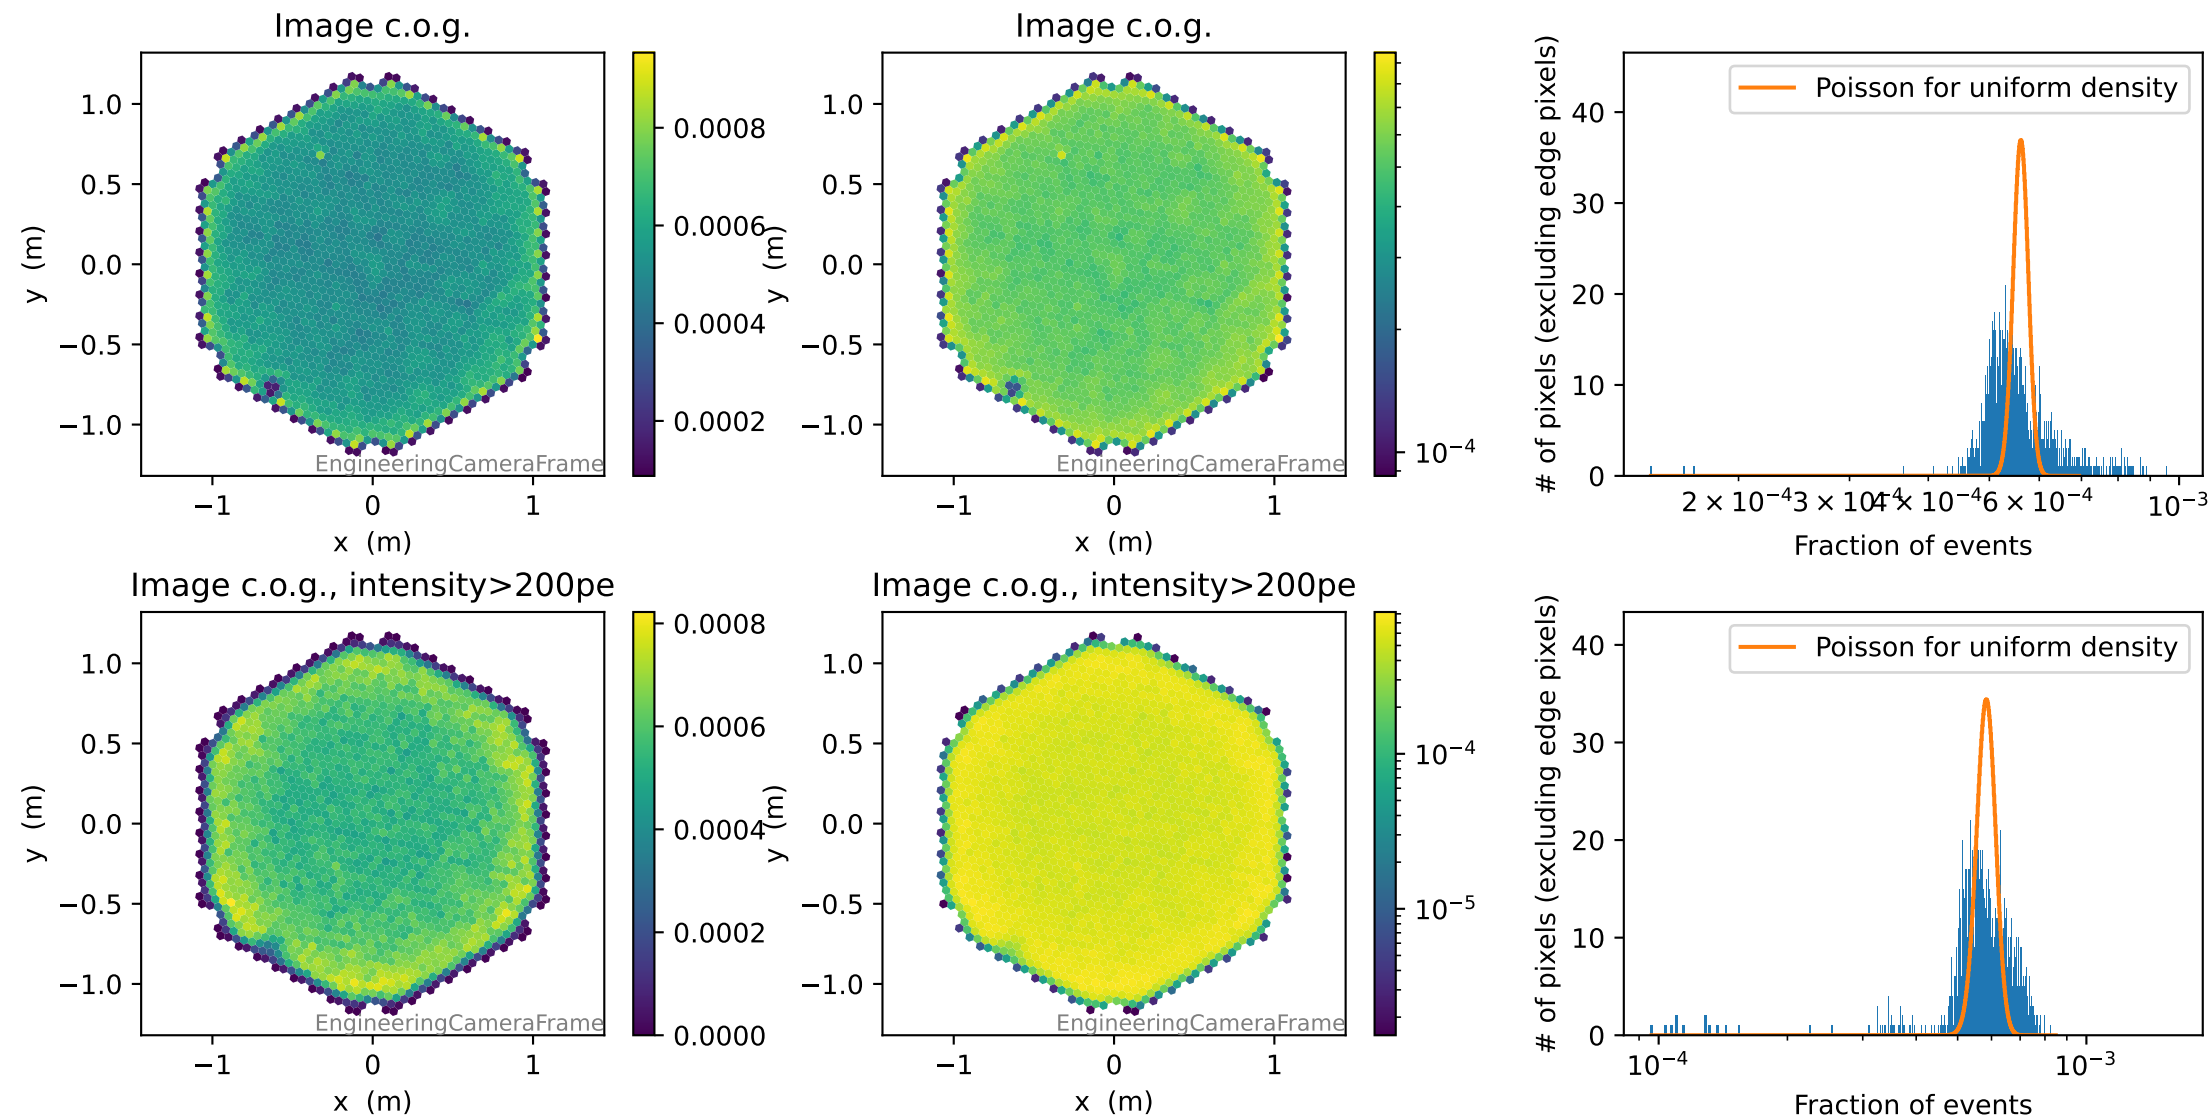 Image c.o.g.
1.0
0.5
0.0
−0.5
−1.0
y (m)
EngineeringCameraFrame
−1 0 1
x (m)
0.0008
0.0006
0.0004
0.0002
Image c.o.g.
1.0
0.5
0.0
−0.5
−1.0
y (m)
EngineeringCameraFrame
−1 0 1
x (m)
10⁻⁴
# of pixels (excluding edge pixels)
40
30
20
10
0
Poisson for uniform density
2 × 10⁻⁴ 3 × 10⁻⁴ 4 × 10⁻⁴ 6 × 10⁻⁴ 10⁻³
Fraction of events
Image c.o.g., intensity>200pe
1.0
0.5
0.0
−0.5
−1.0
y (m)
EngineeringCameraFrame
−1 0 1
x (m)
0.0008
0.0006
0.0004
0.0002
0.0000
Image c.o.g., intensity>200pe
1.0
0.5
0.0
−0.5
−1.0
y (m)
EngineeringCameraFrame
−1 0 1
x (m)
10⁻⁴
10⁻⁵
# of pixels (excluding edge pixels)
40
30
20
10
0
Poisson for uniform density
10⁻⁴ 10⁻³
Fraction of events